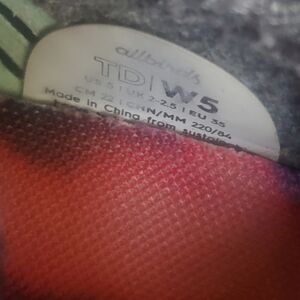 allbirds
TD | W5
US 5 | UK 2-2.5 | EU 35
CM 22 | CHN/MM 220/84
Made in China from